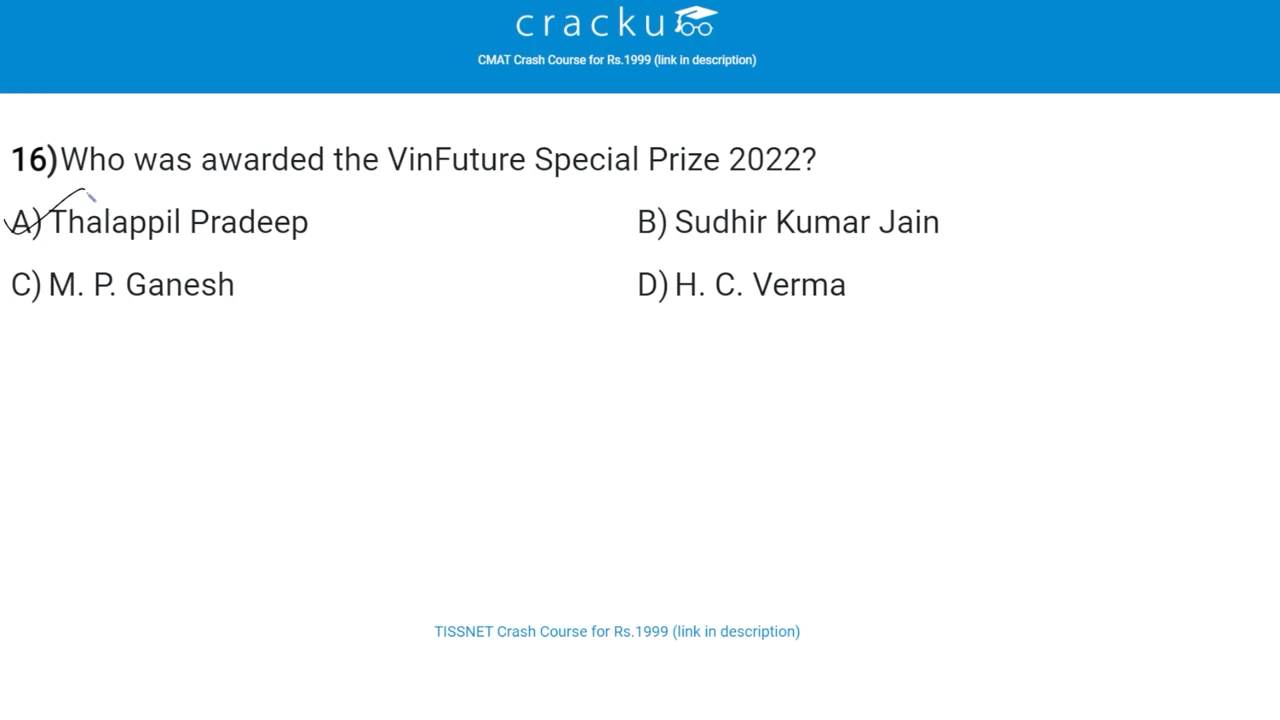 cracku
CMAT Crash Course for Rs.1999 (link in description)
16)Who was awarded the VinFuture Special Prize 2022?
A) Thalappil Pradeep B) Sudhir Kumar Jain
C) M. P. Ganesh D) H. C. Verma
TISSNET Crash Course for Rs.1999 (link in description)